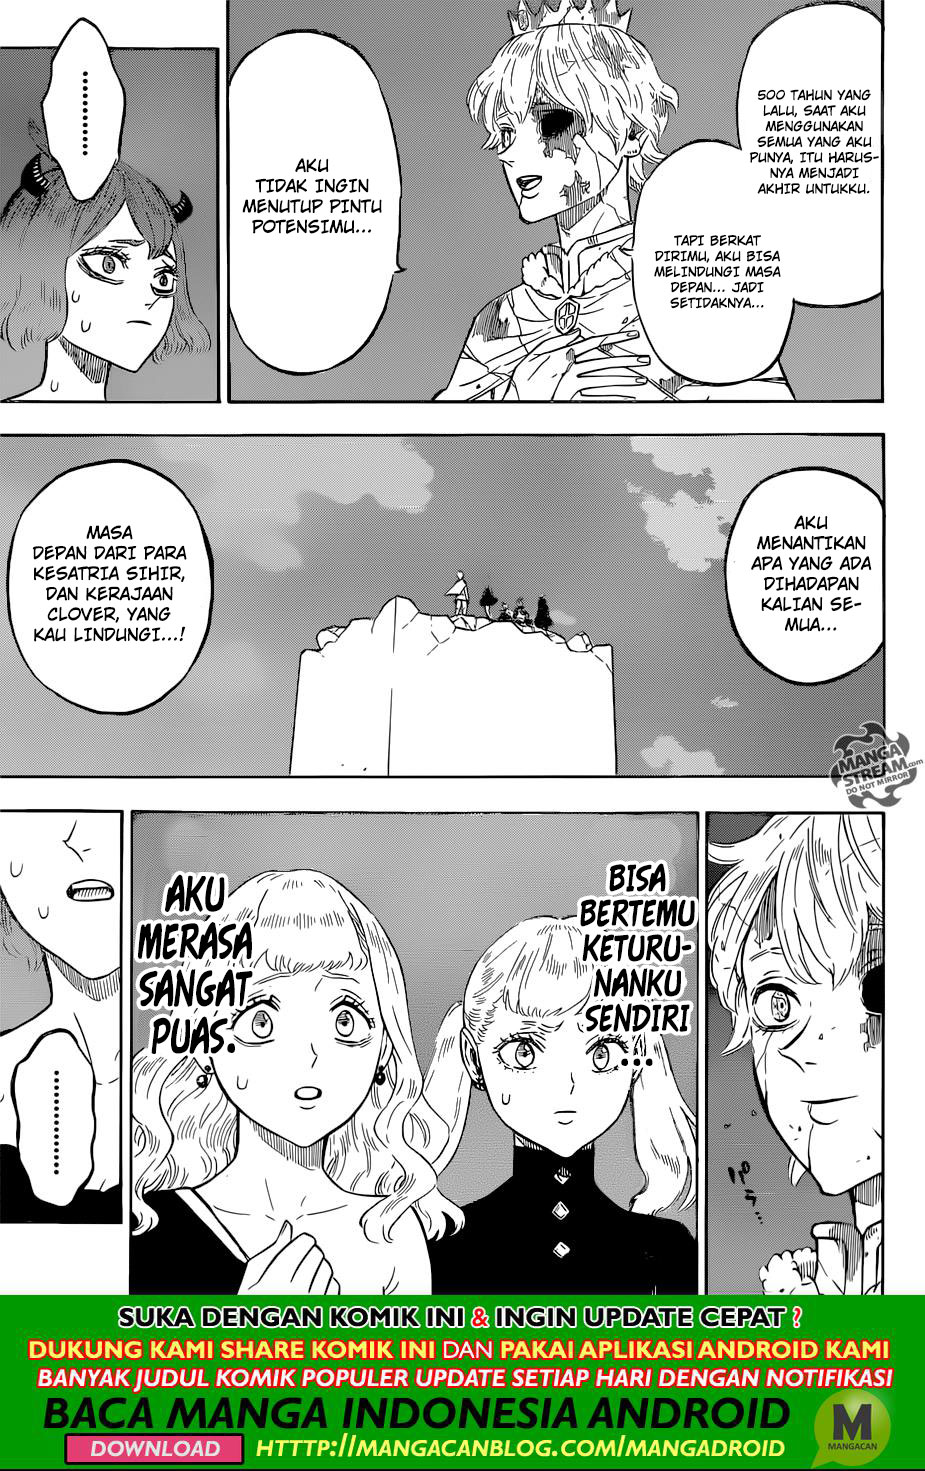 500 TAHUN YANG
LALU, SAAT AKU
MENGGUNAKAN
SEMUA YANG AKU
PUNYA, ITU HARUS-
NYA MENJADI
AKHIR UNTUKKU.
TAPI BERKAT
DIRIMU, AKU BISA
MELINDUNGI MASA
DEPAN... JADI
SETIDAKNYA...
AKU
TIDAK INGIN
MENUTUP PINTU
POTENSIMU...
.........
AKU
MENANTIKAN
APA YANG ADA
DIHADAPAN
KALIAN SE-
MUA...
MASA
DEPAN DARI PARA
KESATRIA SIHIR,
DAN KERAJAAN
CLOVER, YANG
KAU LINDUNGI...!
MANGA
STREAM.com
DO NOT MIRROR
BISA
BERTEMU
KETURU-
NANKU
SENDIRI
...
AKU
MERASA
SANGAT
PUAS.
.........
SUKA DENGAN KOMIK INI & INGIN UPDATE CEPAT ?
DUKUNG KAMI SHARE KOMIK INI DAN PAKAI APLIKASI ANDROID KAMI
BANYAK JUDUL KOMIK POPULER UPDATE SETIAP HARI DENGAN NOTIFIKASI
BACA MANGA INDONESIA ANDROID
DOWNLOAD HTTTP://MANGACANBLOG.COM/MANGADROID
M
MANGACAN